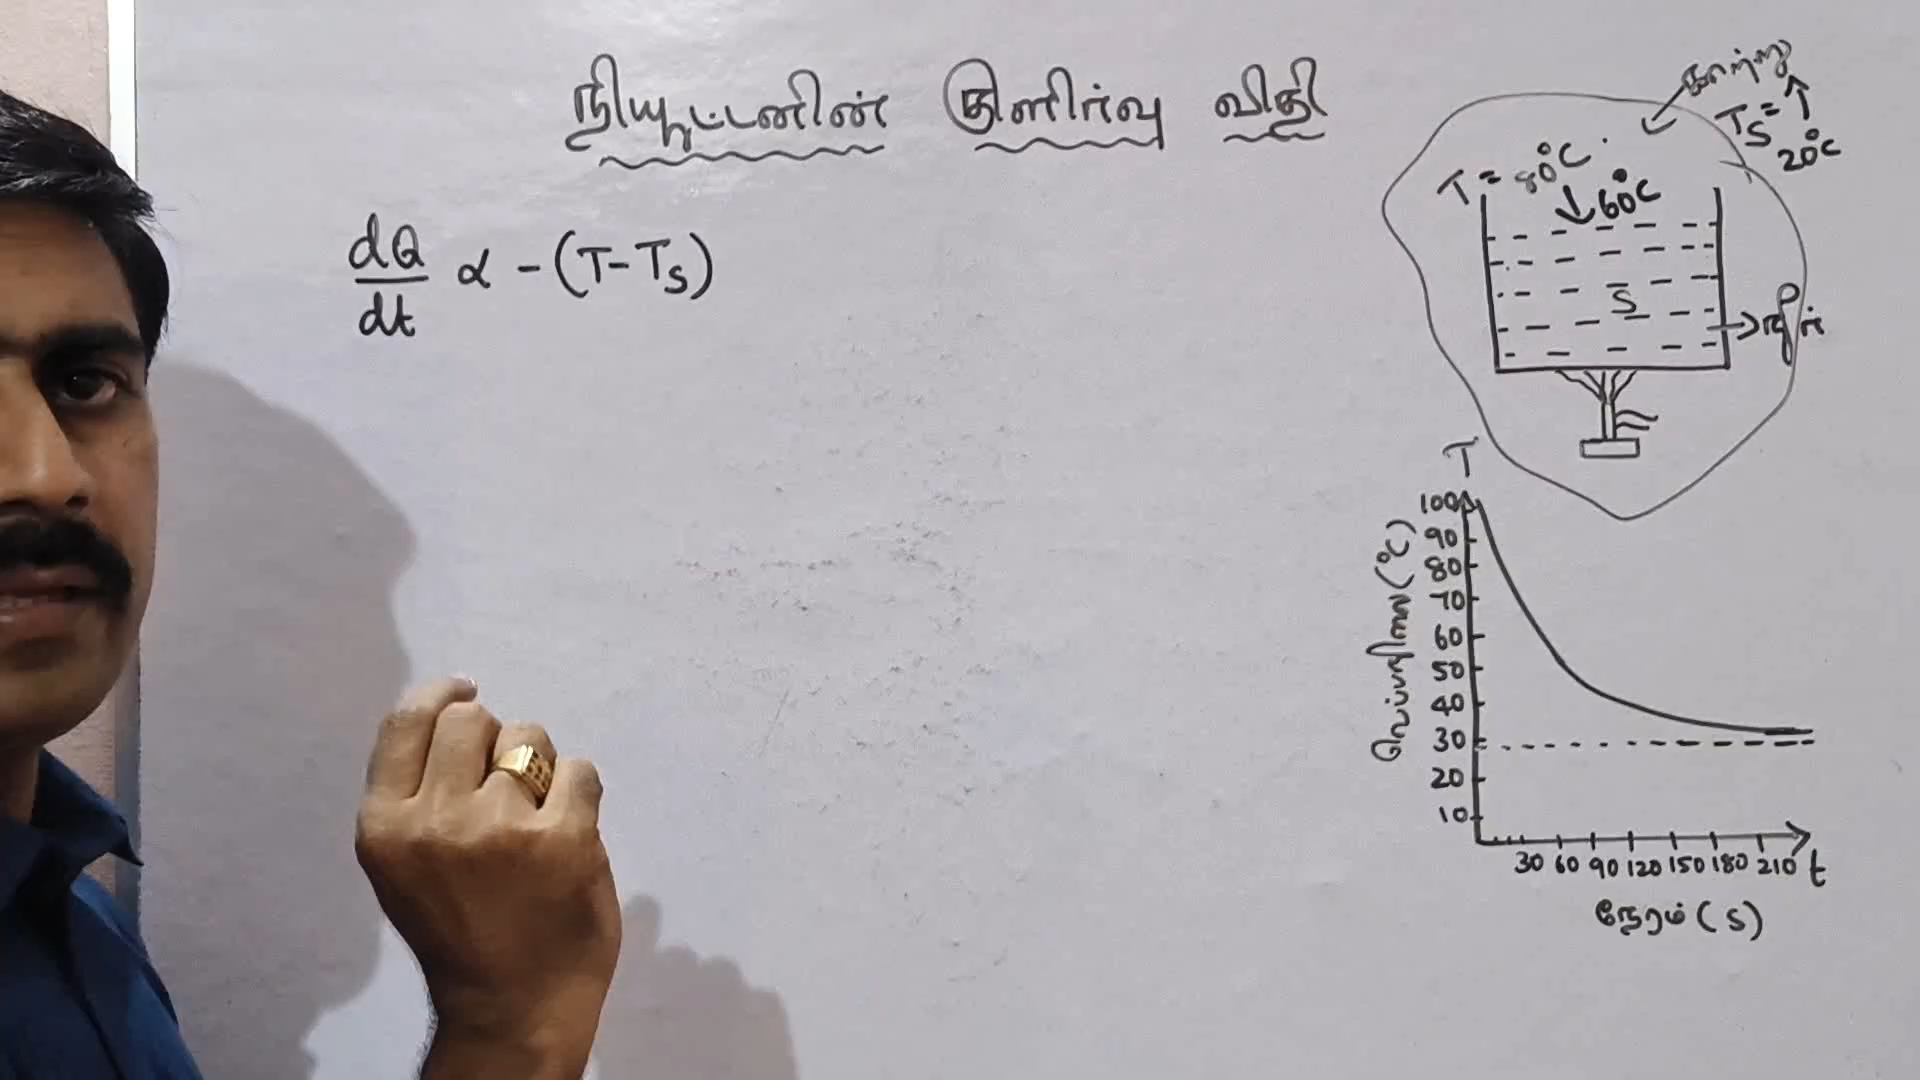 நியூட்டனின் குளிர்வு விதி
dQ/dt α - (T-Ts)
காற்று
Ts = 20°C
T = 80°C
60°C
S
நீர்
T
100
90
80
70
60
50
40
30
20
10
வெப்பநிலை (°C)
30 60 90 120 150 180 210 t
நேரம் (s)